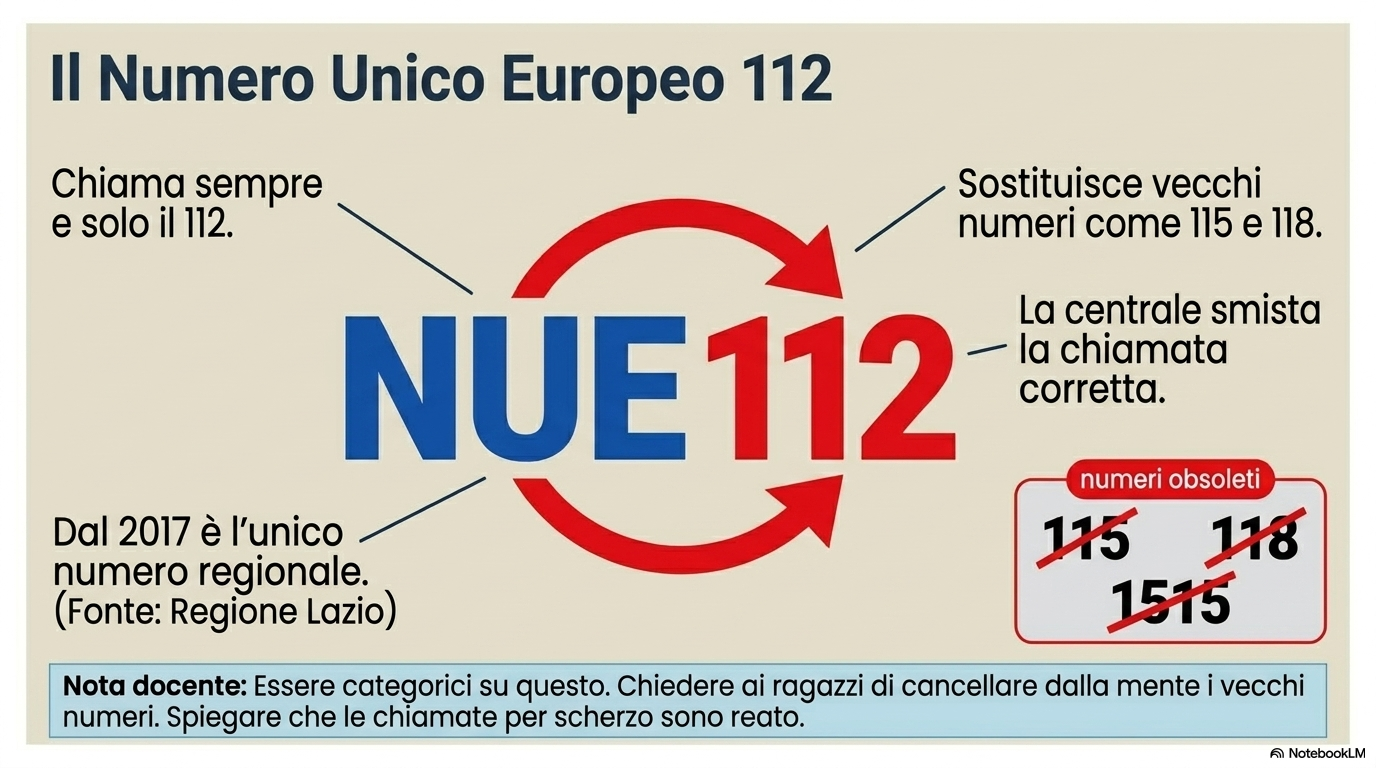 Il Numero Unico Europeo 112
Chiama sempre
e solo il 112.
Sostituisce vecchi
numeri come 115 e 118.
NUE112
La centrale smista
la chiamata
corretta.
Dal 2017 è l'unico
numero regionale.
(Fonte: Regione Lazio)
numeri obsoleti
115 118
1515
Nota docente: Essere categorici su questo. Chiedere ai ragazzi di cancellare dalla mente i vecchi
numeri. Spiegare che le chiamate per scherzo sono reato.
NotebookLM